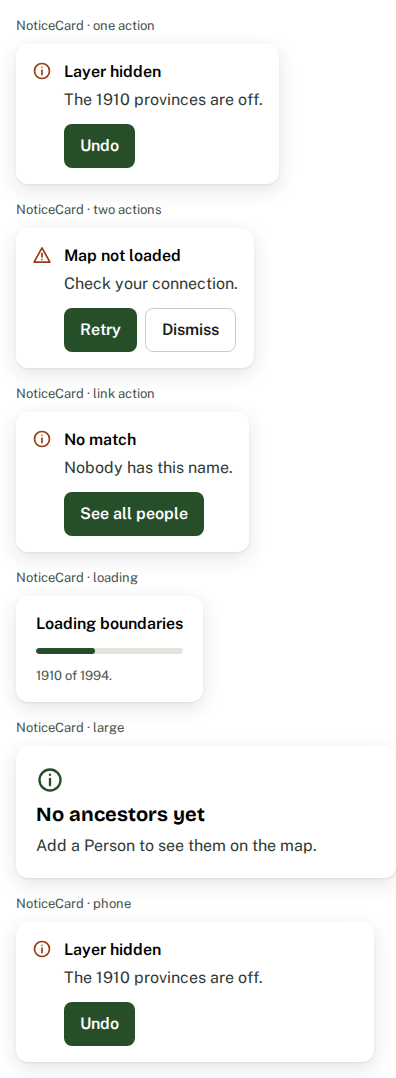 NoticeCard · one action
Layer hidden
The 1910 provinces are off.
Undo
NoticeCard · two actions
Map not loaded
Check your connection.
Retry Dismiss
NoticeCard · link action
No match
Nobody has this name.
See all people
NoticeCard · loading
Loading boundaries
1910 of 1994.
NoticeCard · large
No ancestors yet
Add a Person to see them on the map.
NoticeCard · phone
Layer hidden
The 1910 provinces are off.
Undo